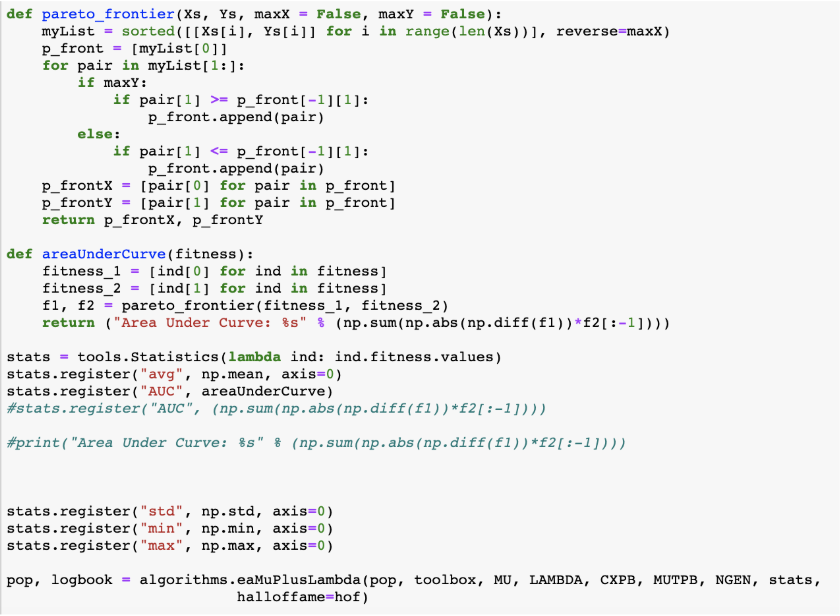 def pareto_frontier(Xs, Ys, maxX = False, maxY = False):
    myList = sorted([[Xs[i], Ys[i]] for i in range(len(Xs))], reverse=maxX)
    p_front = [myList[0]]
    for pair in myList[1:]:
        if maxY:
            if pair[1] >= p_front[-1][1]:
                p_front.append(pair)
        else:
            if pair[1] <= p_front[-1][1]:
                p_front.append(pair)
    p_frontX = [pair[0] for pair in p_front]
    p_frontY = [pair[1] for pair in p_front]
    return p_frontX, p_frontY

def areaUnderCurve(fitness):
    fitness_1 = [ind[0] for ind in fitness]
    fitness_2 = [ind[1] for ind in fitness]
    f1, f2 = pareto_frontier(fitness_1, fitness_2)
    return ("Area Under Curve: %s" % (np.sum(np.abs(np.diff(f1))*f2[:-1])))

stats = tools.Statistics(lambda ind: ind.fitness.values)
stats.register("avg", np.mean, axis=0)
stats.register("AUC", areaUnderCurve)
#stats.register("AUC", (np.sum(np.abs(np.diff(f1))*f2[:-1])))

#print("Area Under Curve: %s" % (np.sum(np.abs(np.diff(f1))*f2[:-1])))

stats.register("std", np.std, axis=0)
stats.register("min", np.min, axis=0)
stats.register("max", np.max, axis=0)

pop, logbook = algorithms.eaMuPlusLambda(pop, toolbox, MU, LAMBDA, CXPB, MUTPB, NGEN, stats,
                          halloffame=hof)